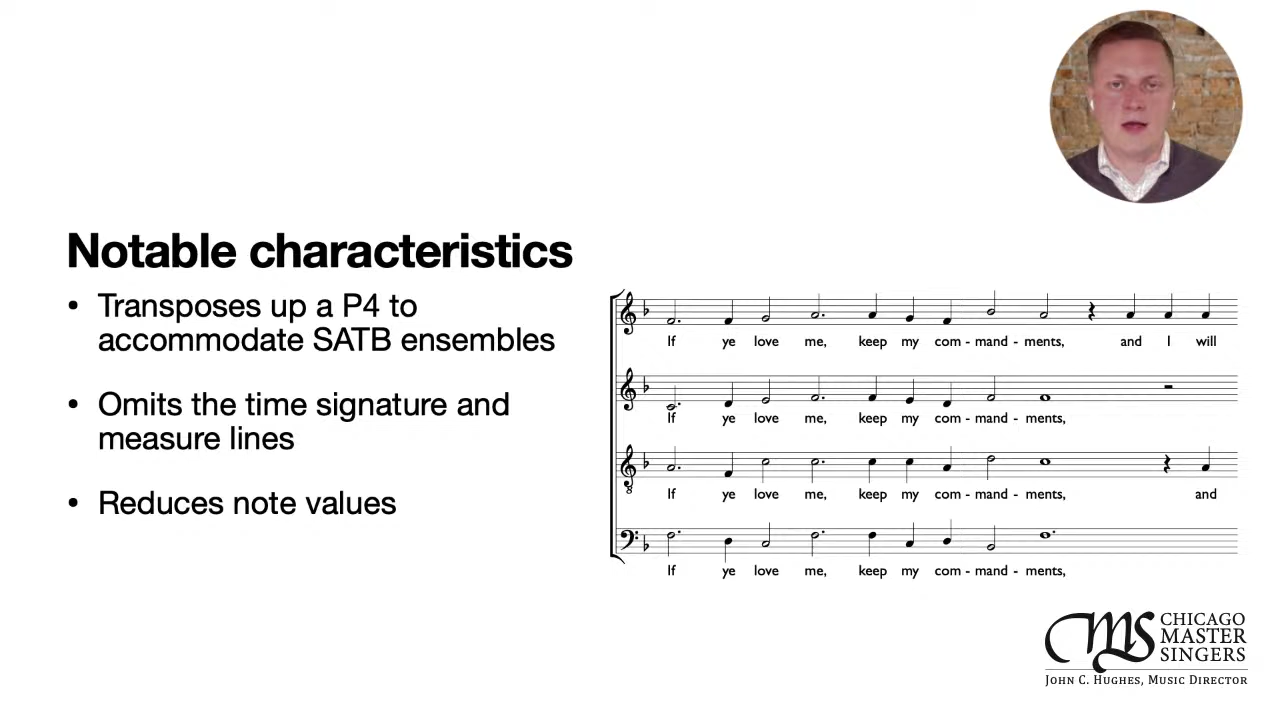 Notable characteristics
• Transposes up a P4 to
accommodate SATB ensembles
• Omits the time signature and
measure lines
• Reduces note values
If ye love me, keep my com - mand - ments, and I will
If ye love me, keep my com - mand - ments,
8
If ye love me, keep my com - mand - ments, and
If ye love me, keep my com - mand - ments,
CMS CHICAGO
MASTER
SINGERS
JOHN C. HUGHES, MUSIC DIRECTOR